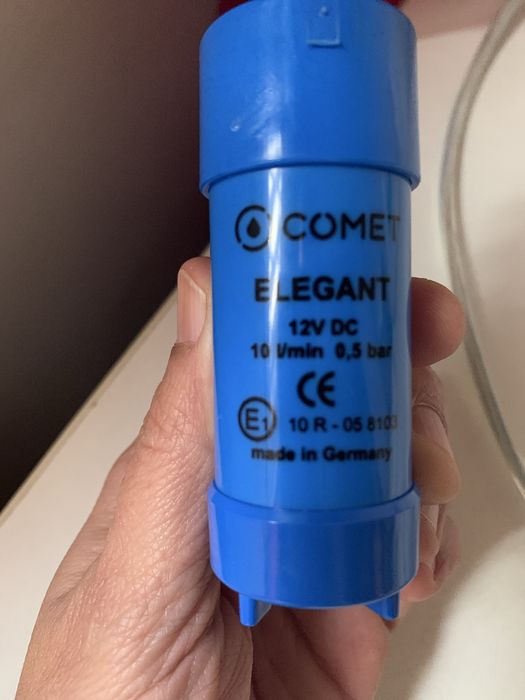 COMET
ELEGANT
12V DC
10 l/min 0,5 bar
CE
E1 10 R - 05 8103
made in Germany